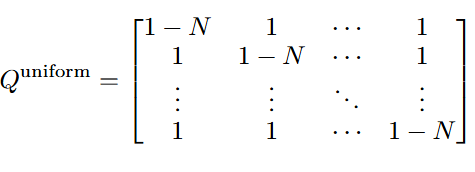 Q^uniform = [1 − N 1 ⋯ 1
1 1 − N ⋯ 1
⋮ ⋮ ⋱ ⋮
1 1 ⋯ 1 − N]